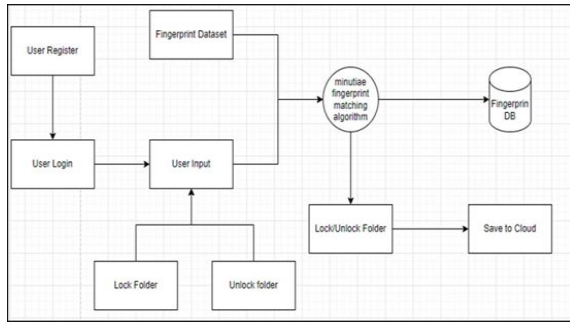 Fingerprint Dataset
User Register
minutiae
fingerprint
matching
algorithm
Fingerprin
DB
User Login
User Input
Lock/Unlock Folder
Save to Cloud
Lock Folder
Unlock folder